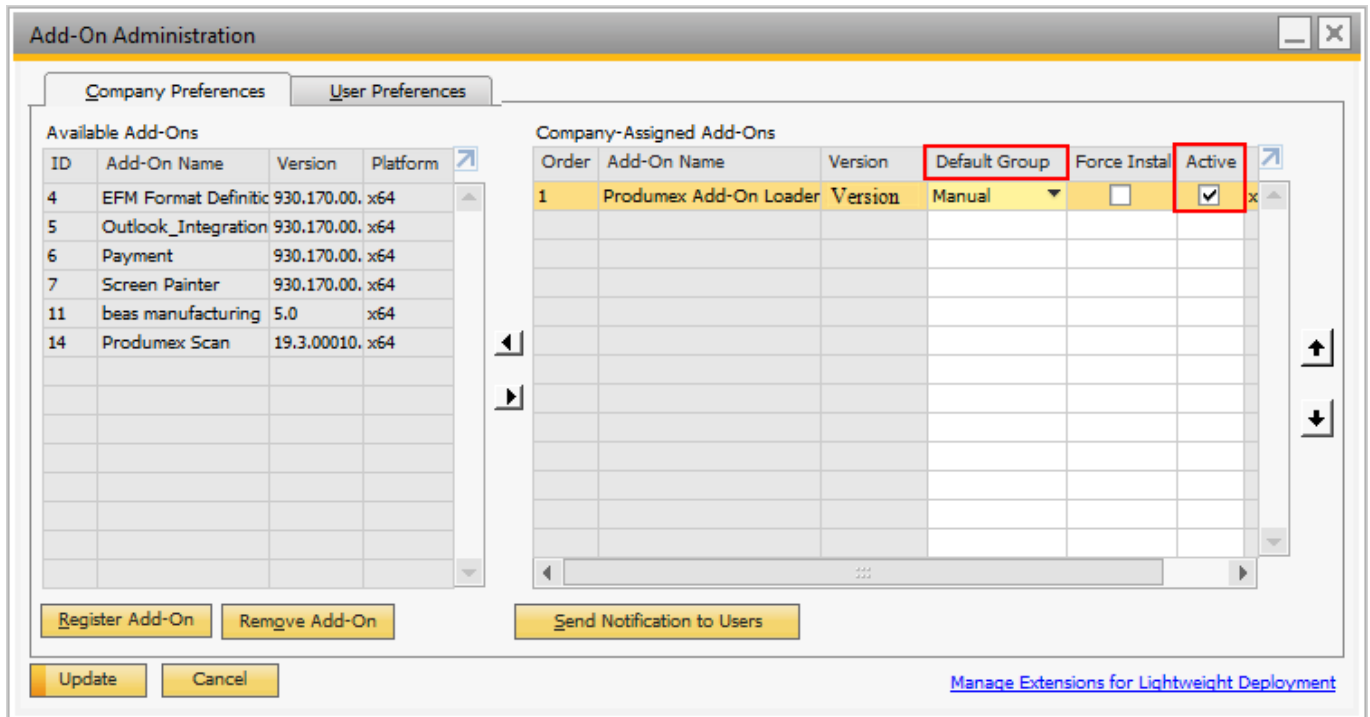 Add-On Administration
Company Preferences User Preferences
Available Add-Ons
ID Add-On Name Version Platform
4 EFM Format Definitic 930.170.00. x64
5 Outlook_Integration 930.170.00. x64
6 Payment 930.170.00. x64
7 Screen Painter 930.170.00. x64
11 beas manufacturing 5.0 x64
14 Produmex Scan 19.3.00010. x64
Company-Assigned Add-Ons
Order Add-On Name Version Default Group Force Instal Active
1 Produmex Add-On Loader Version Manual x
Register Add-On Remove Add-On Send Notification to Users
Update Cancel Manage Extensions for Lightweight Deployment